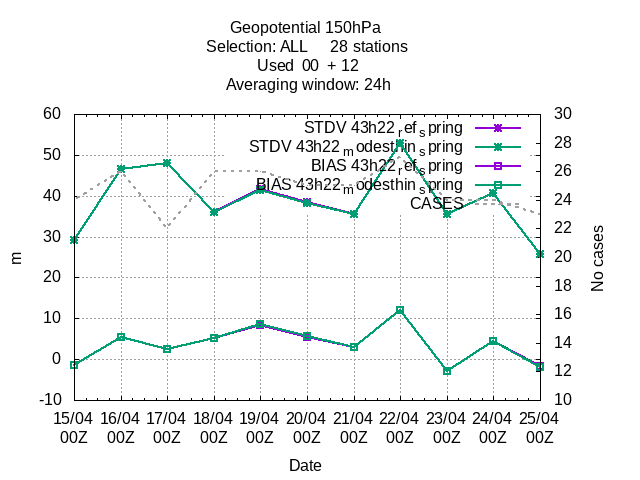 Geopotential 150hPa
Selection: ALL     28 stations
Used  00  + 12
Averaging window: 24h
60
50
40
30
20
10
0
-10
m
30
28
26
24
22
20
18
16
14
12
10
No cases
STDV 43h22_ref_spring
STDV 43h22_modesthin_spring
BIAS 43h22_ref_spring
BIAS 43h22_modesthin_spring
CASES
15/04 16/04 17/04 18/04 19/04 20/04 21/04 22/04 23/04 24/04 25/04
00Z 00Z 00Z 00Z 00Z 00Z 00Z 00Z 00Z 00Z 00Z
Date